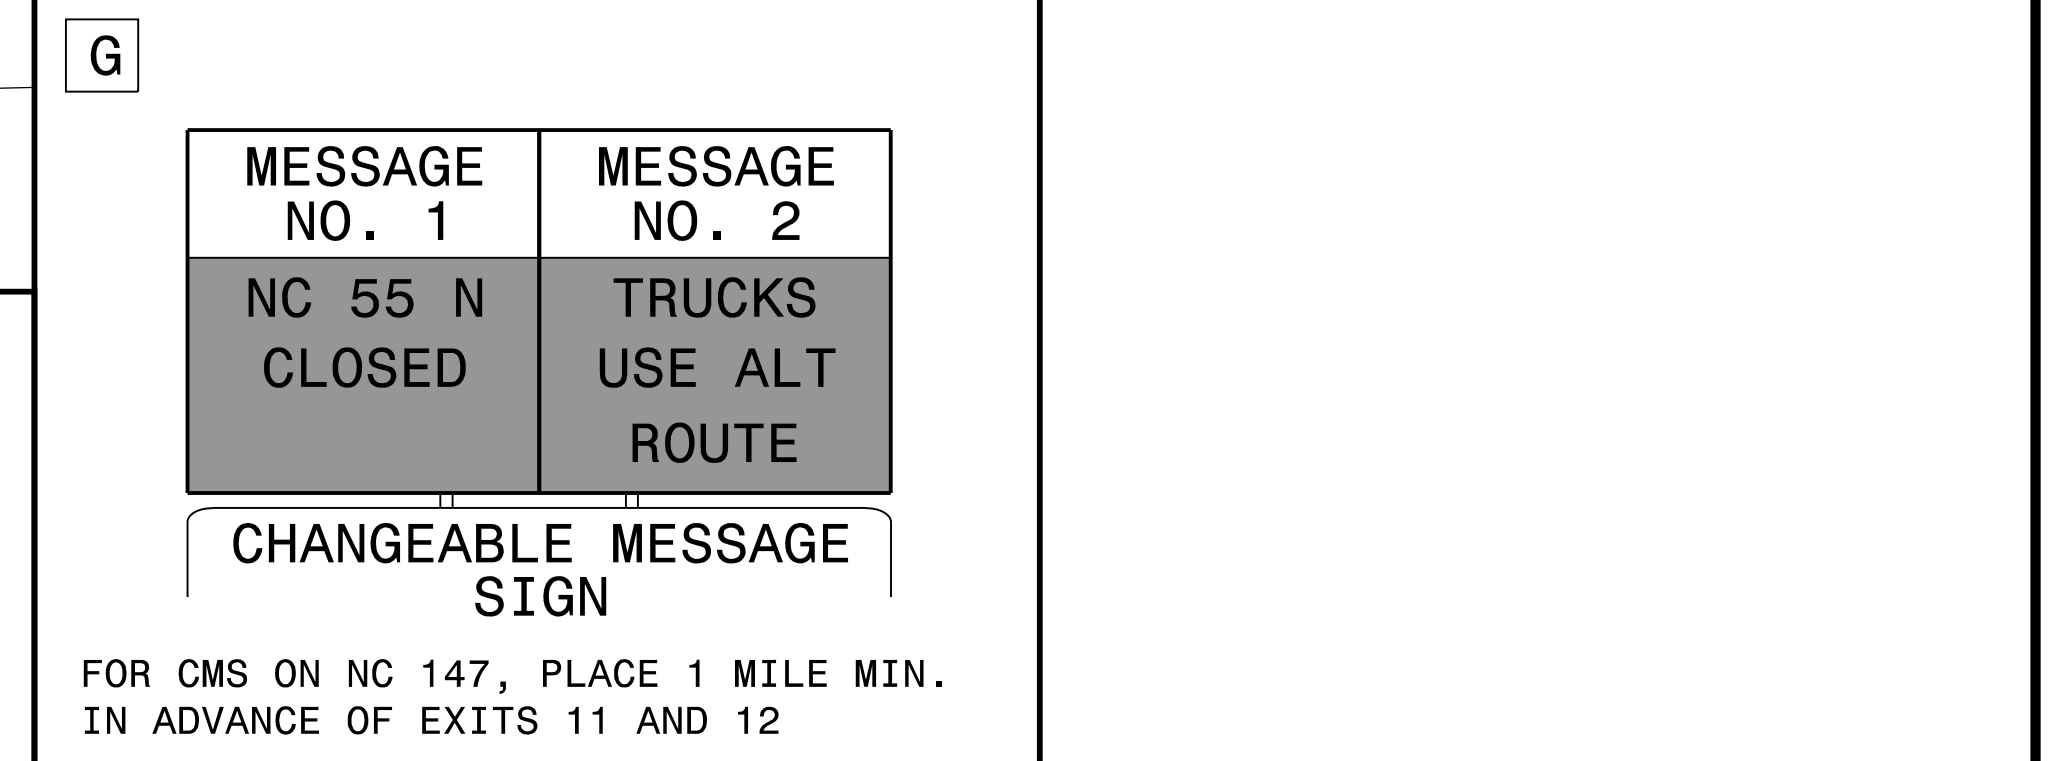 G
MESSAGE
NO. 1
MESSAGE
NO. 2
NC 55 N
CLOSED
TRUCKS
USE ALT
ROUTE
CHANGEABLE MESSAGE
SIGN
FOR CMS ON NC 147, PLACE 1 MILE MIN.
IN ADVANCE OF EXITS 11 AND 12